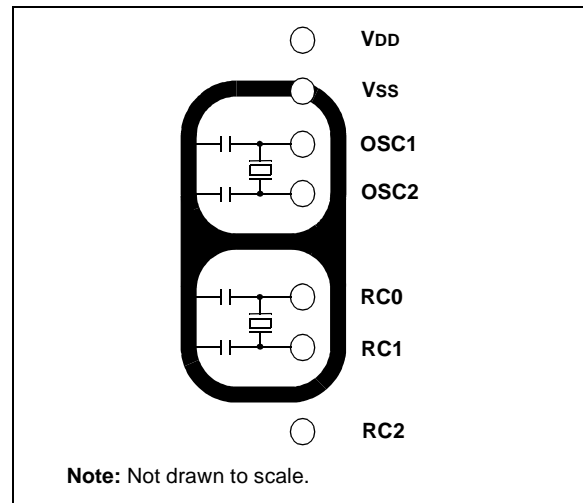 VDD
VSS
OSC1
OSC2
RC0
RC1
RC2
Note: Not drawn to scale.